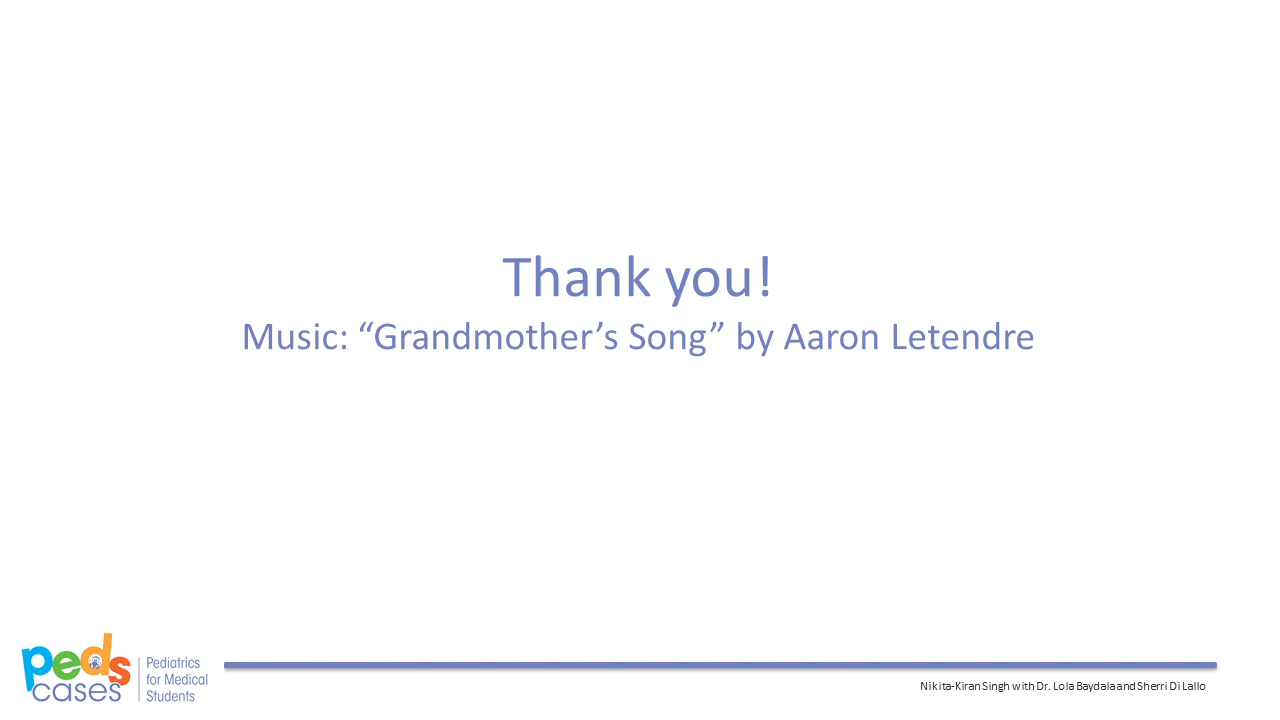 Thank you!
Music: “Grandmother’s Song” by Aaron Letendre
peds
cases
Pediatrics
for Medical
Students
Nikita-Kiran Singh with Dr. Lola Baydala and Sherri Di Lallo